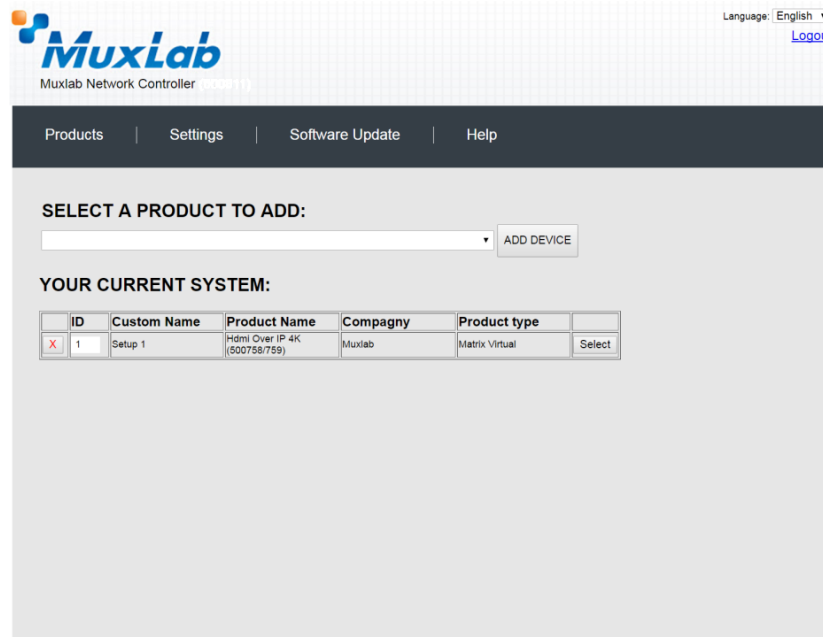 Language: English
Logou
MuxLab
Muxlab Network Controller (500811)
Products | Settings | Software Update | Help
SELECT A PRODUCT TO ADD:
ADD DEVICE
YOUR CURRENT SYSTEM:
ID Custom Name Product Name Compagny Product type
X 1 Setup 1 Hdmi Over IP 4K Muxlab Matrix Virtual Select
(500758/759)